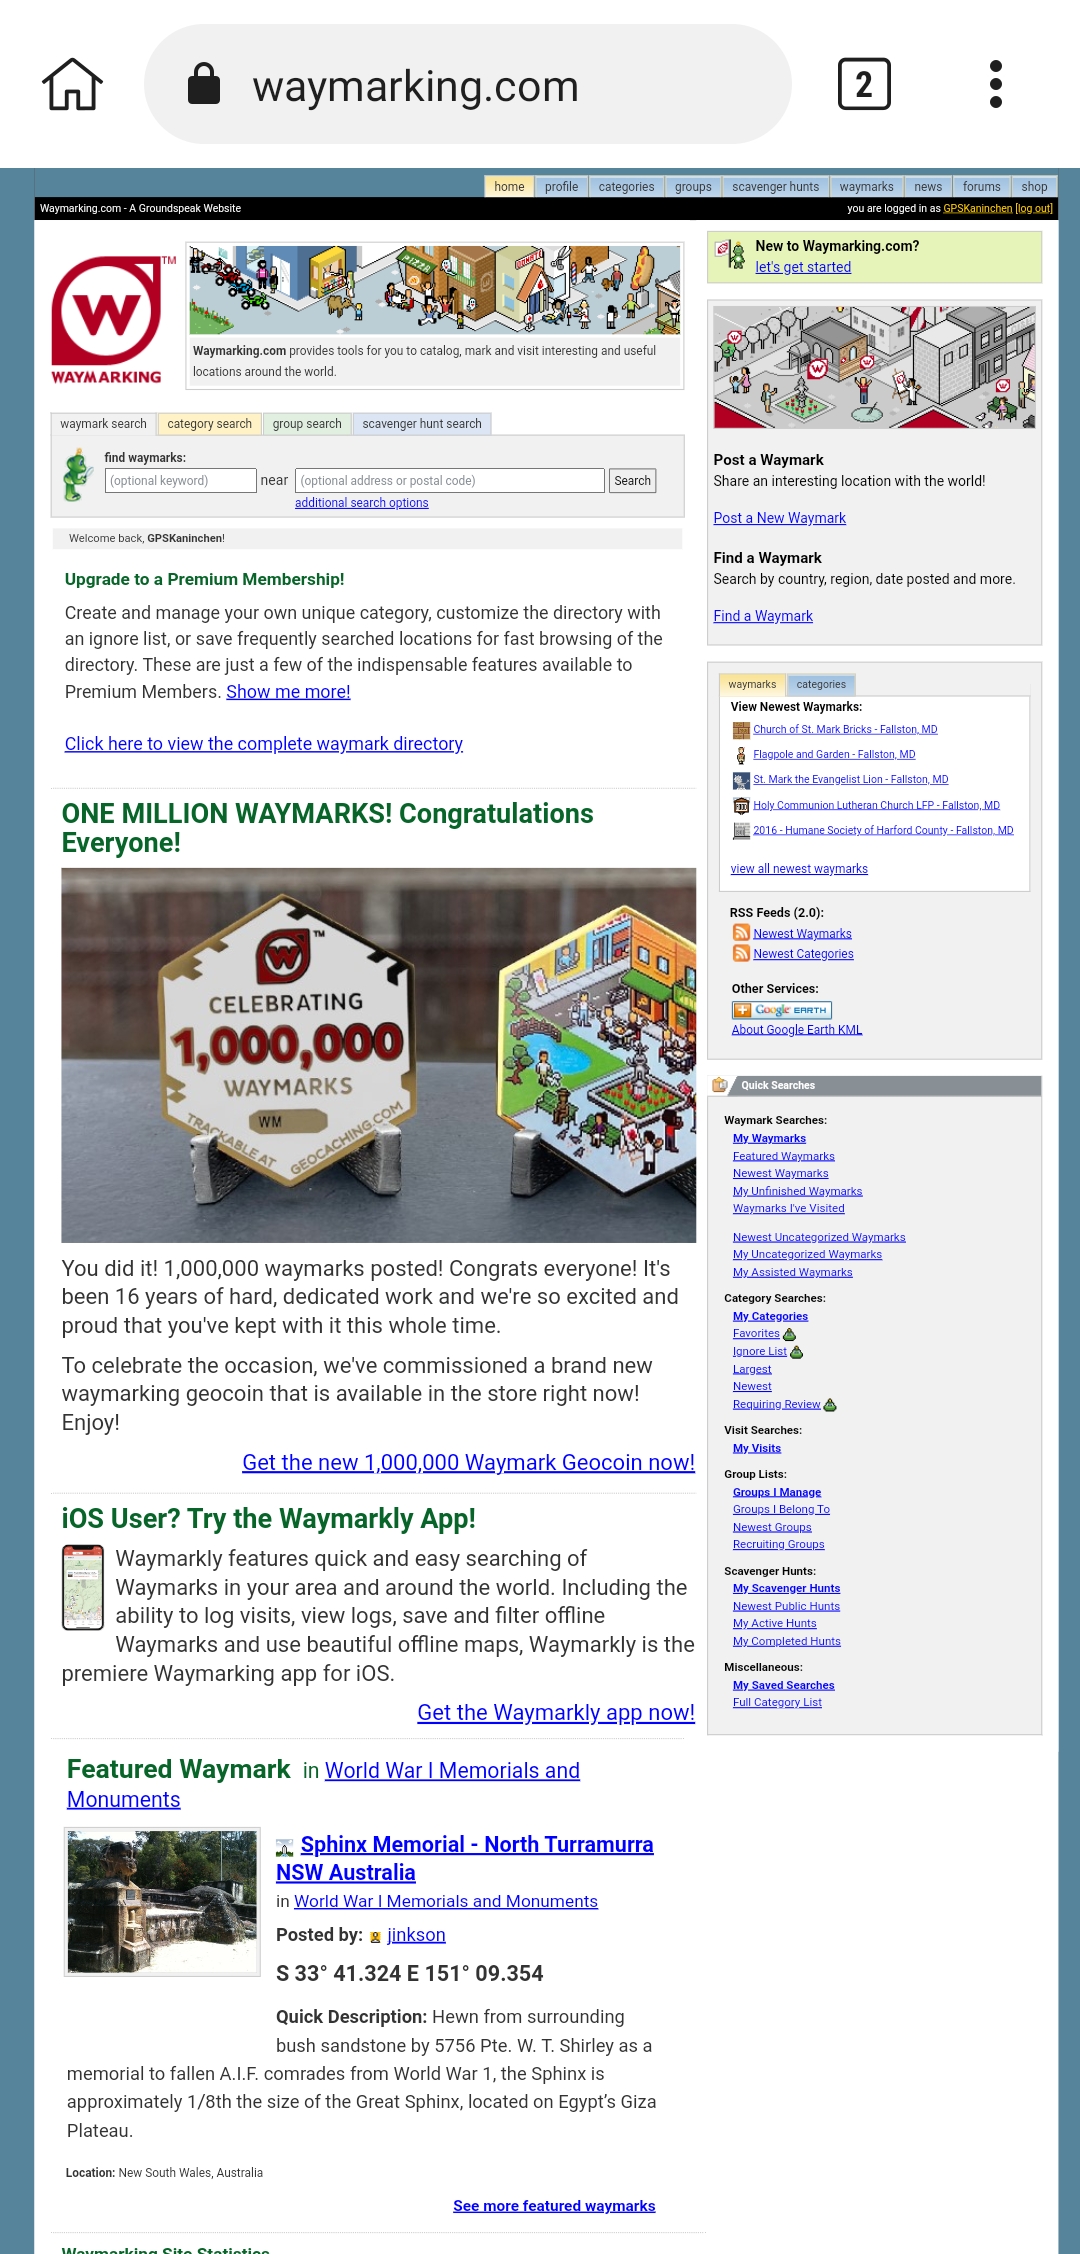 waymarking.com
2
home profile categories groups scavenger hunts waymarks news forums shop
Waymarking.com - A Groundspeak Website
you are logged in as GPSKaninchen [log out]
TM
W
WAYMARKING
PIZZA
DONUTS
Waymarking.com provides tools for you to catalog, mark and visit interesting and useful
locations around the world.
waymark search category search group search scavenger hunt search
find waymarks:
(optional keyword) near (optional address or postal code) Search
additional search options
Welcome back, GPSKaninchen!
Upgrade to a Premium Membership!
Create and manage your own unique category, customize the directory with
an ignore list, or save frequently searched locations for fast browsing of the
directory. These are just a few of the indispensable features available to
Premium Members. Show me more!
Click here to view the complete waymark directory
ONE MILLION WAYMARKS! Congratulations
Everyone!
W TM
CELEBRATING
1,000,000
WAYMARKS
WM
TRACKABLE AT GEOCACHING.COM
You did it! 1,000,000 waymarks posted! Congrats everyone! It's
been 16 years of hard, dedicated work and we're so excited and
proud that you've kept with it this whole time.
To celebrate the occasion, we've commissioned a brand new
waymarking geocoin that is available in the store right now!
Enjoy!
Get the new 1,000,000 Waymark Geocoin now!
iOS User? Try the Waymarkly App!
Waymarkly features quick and easy searching of
Waymarks in your area and around the world. Including the
ability to log visits, view logs, save and filter offline
Waymarks and use beautiful offline maps, Waymarkly is the
premiere Waymarking app for iOS.
Get the Waymarkly app now!
Featured Waymark in World War I Memorials and
Monuments
Sphinx Memorial - North Turramurra
NSW Australia
in World War I Memorials and Monuments
Posted by: jinkson
S 33° 41.324 E 151° 09.354
Quick Description: Hewn from surrounding
bush sandstone by 5756 Pte. W. T. Shirley as a
memorial to fallen A.I.F. comrades from World War 1, the Sphinx is
approximately 1/8th the size of the Great Sphinx, located on Egypt’s Giza
Plateau.
Location: New South Wales, Australia
See more featured waymarks
Waymarking Site Statistics
New to Waymarking.com?
let's get started
Post a Waymark
Share an interesting location with the world!
Post a New Waymark
Find a Waymark
Search by country, region, date posted and more.
Find a Waymark
waymarks categories
View Newest Waymarks:
Church of St. Mark Bricks - Fallston, MD
Flagpole and Garden - Fallston, MD
St. Mark the Evangelist Lion - Fallston, MD
Holy Communion Lutheran Church LFP - Fallston, MD
2016 - Humane Society of Harford County - Fallston, MD
view all newest waymarks
RSS Feeds (2.0):
Newest Waymarks
Newest Categories
Other Services:
Google EARTH
About Google Earth KML
Quick Searches
Waymark Searches:
My Waymarks
Featured Waymarks
Newest Waymarks
My Unfinished Waymarks
Waymarks I've Visited
Newest Uncategorized Waymarks
My Uncategorized Waymarks
My Assisted Waymarks
Category Searches:
My Categories
Favorites
Ignore List
Largest
Newest
Requiring Review
Visit Searches:
My Visits
Group Lists:
Groups I Manage
Groups I Belong To
Newest Groups
Recruiting Groups
Scavenger Hunts:
My Scavenger Hunts
Newest Public Hunts
My Active Hunts
My Completed Hunts
Miscellaneous:
My Saved Searches
Full Category List